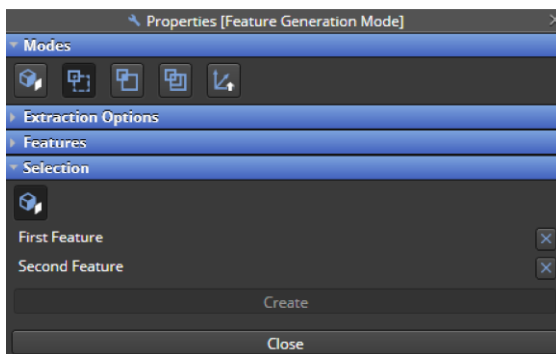 Properties [Feature Generation Mode]
Modes
Extraction Options
Features
Selection
First Feature
Second Feature
Create
Close